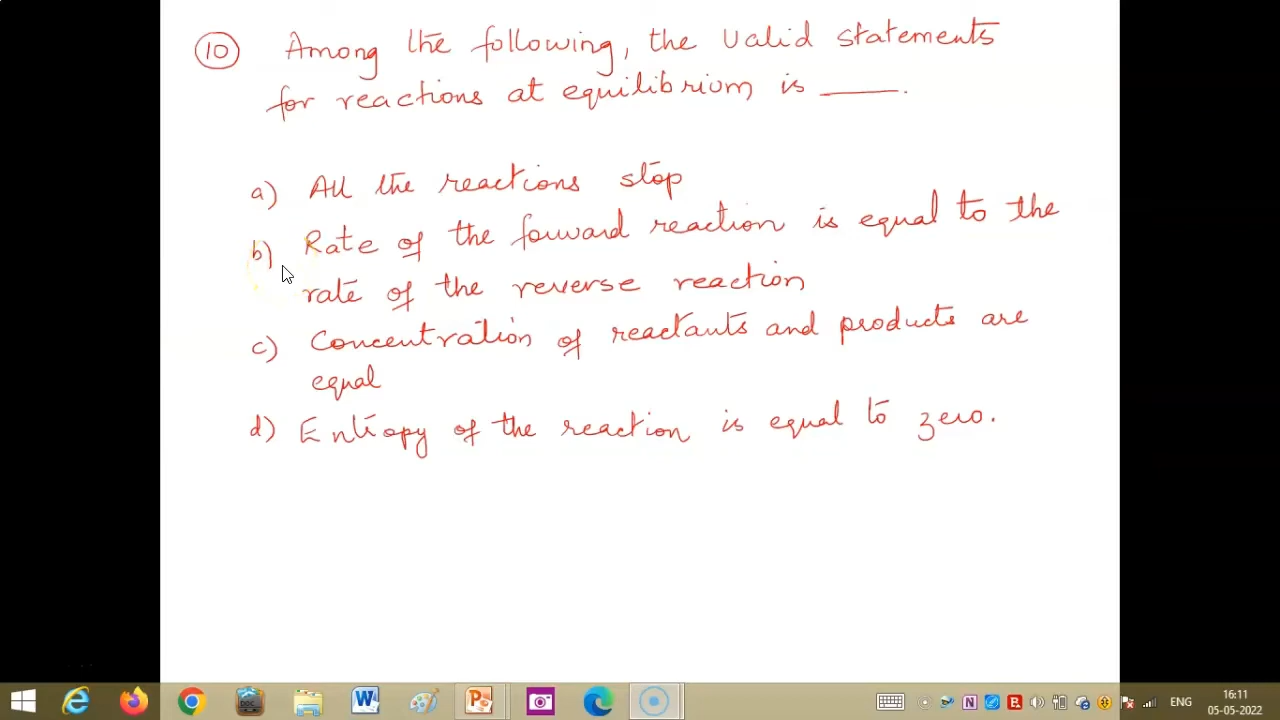 10 Among the following, the valid statements
for reactions at equilibrium is ____.
a) All the reactions stop
b) Rate of the forward reaction is equal to the
rate of the reverse reaction
c) Concentration of reactants and products are
equal
d) Entropy of the reaction is equal to zero.
ENG
16:11
05-05-2022